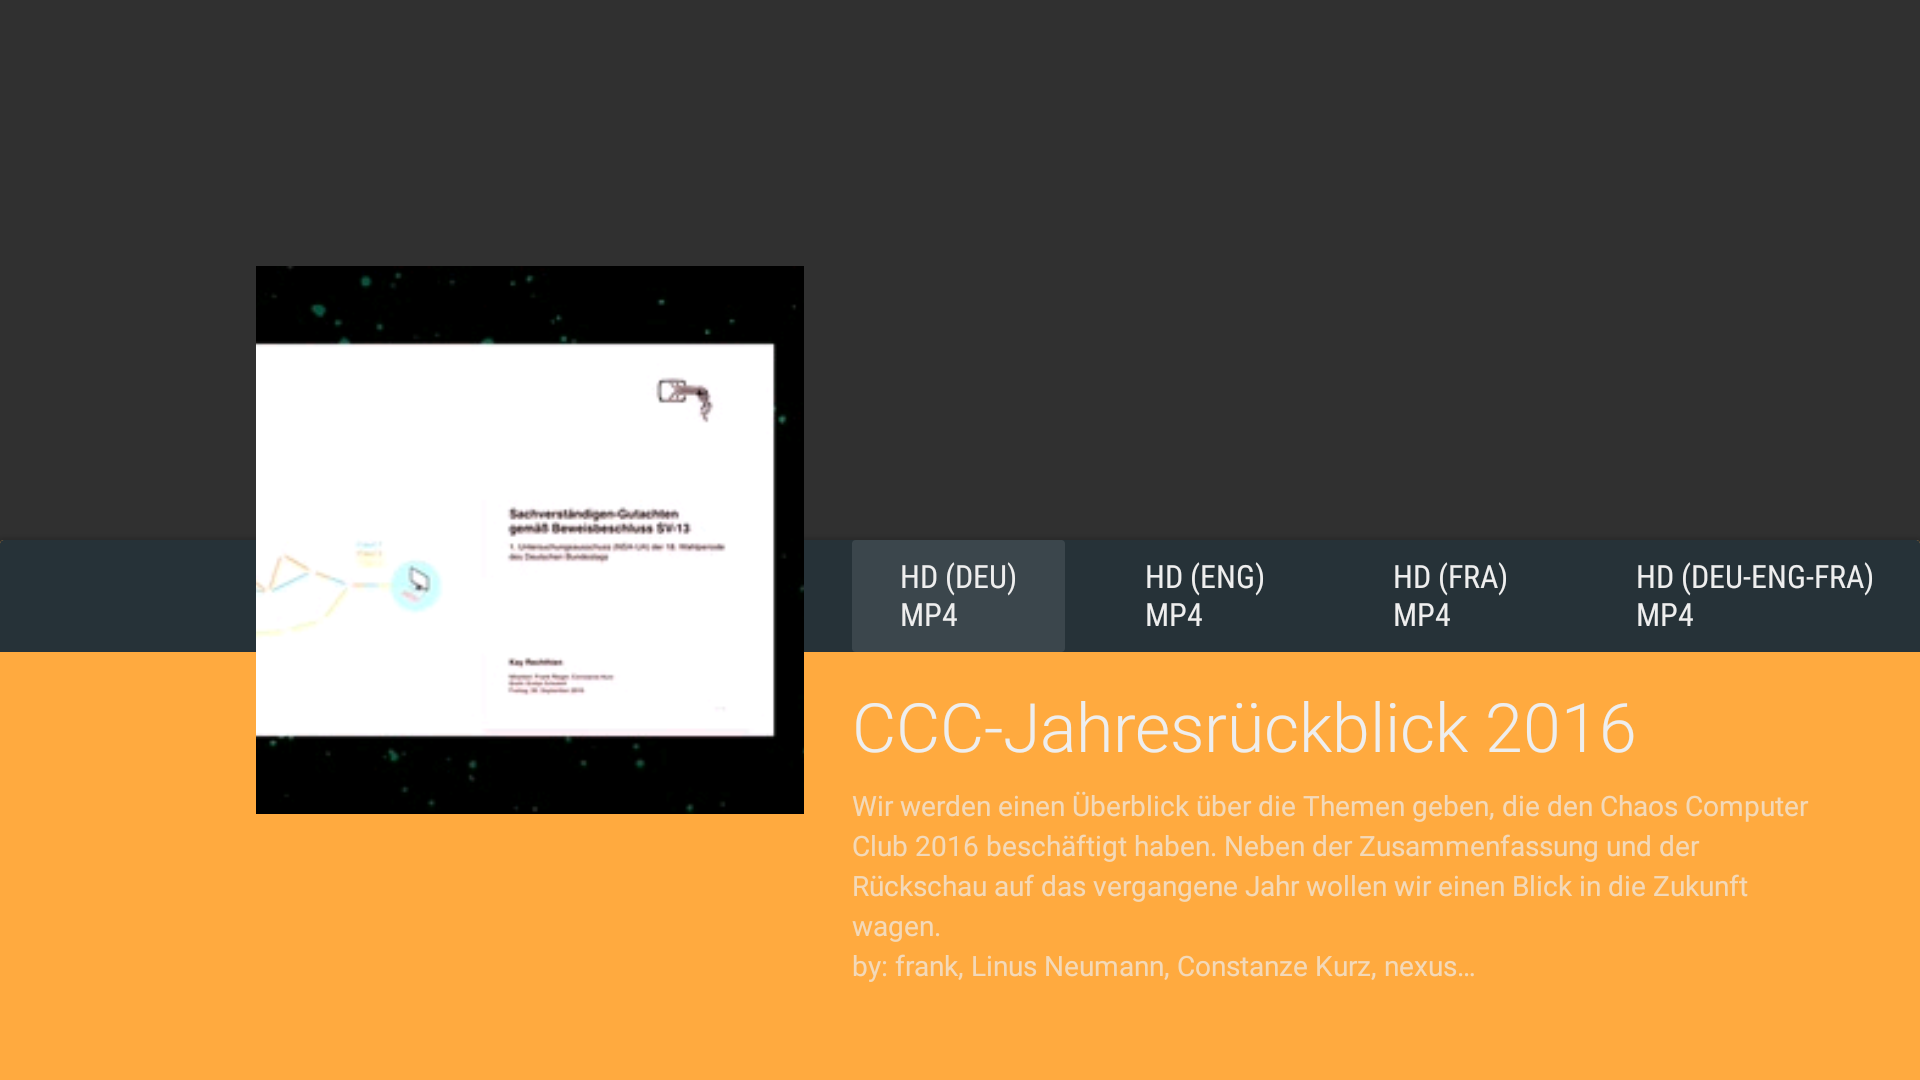 Sachverständigen-Gutachten
gemäß Beweisbeschluss SV-13
1. Untersuchungsausschuss (NSA-UA) der 18. Wahlperiode
des Deutschen Bundestags
Kay Rechthien
HD (DEU)
MP4
HD (ENG)
MP4
HD (FRA)
MP4
HD (DEU-ENG-FRA)
MP4
CCC-Jahresrückblick 2016
Wir werden einen Überblick über die Themen geben, die den Chaos Computer
Club 2016 beschäftigt haben. Neben der Zusammenfassung und der
Rückschau auf das vergangene Jahr wollen wir einen Blick in die Zukunft
wagen.
by: frank, Linus Neumann, Constanze Kurz, nexus…